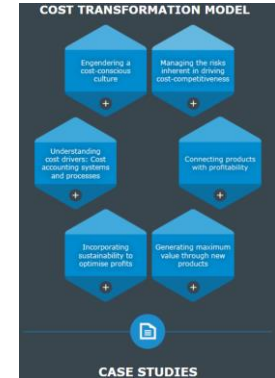 COST TRANSFORMATION MODEL
Engendering a
cost-conscious
culture
Managing the risks
inherent in driving
cost-competitiveness
Understanding
cost drivers: Cost
accounting systems
and processes
Connecting products
with profitability
Incorporating
sustainability to
optimise profits
Generating maximum
value through new
products
CASE STUDIES